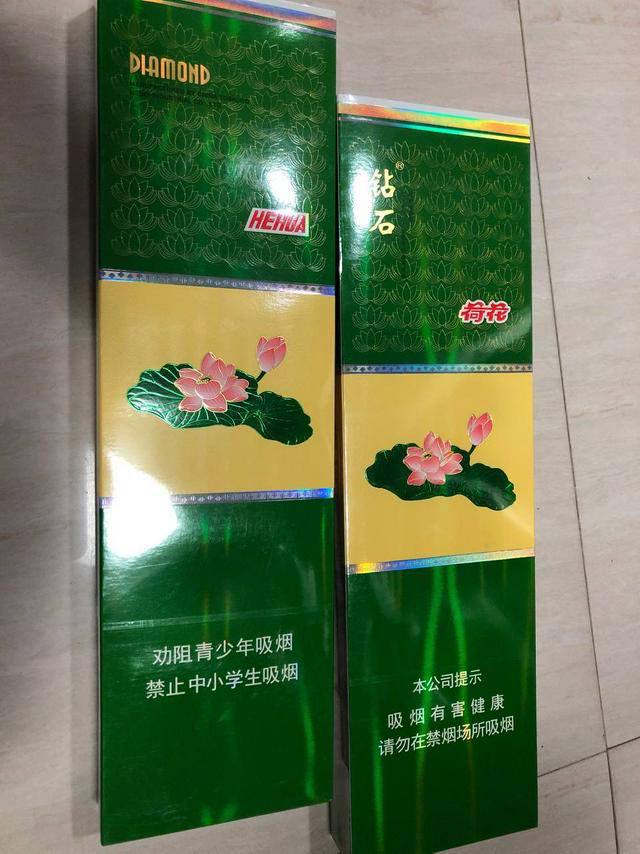 DIAMOND
HEHUA
劝阻青少年吸烟
禁止中小学生吸烟
钻石
荷花
本公司提示
吸烟有害健康
请勿在禁烟场所吸烟